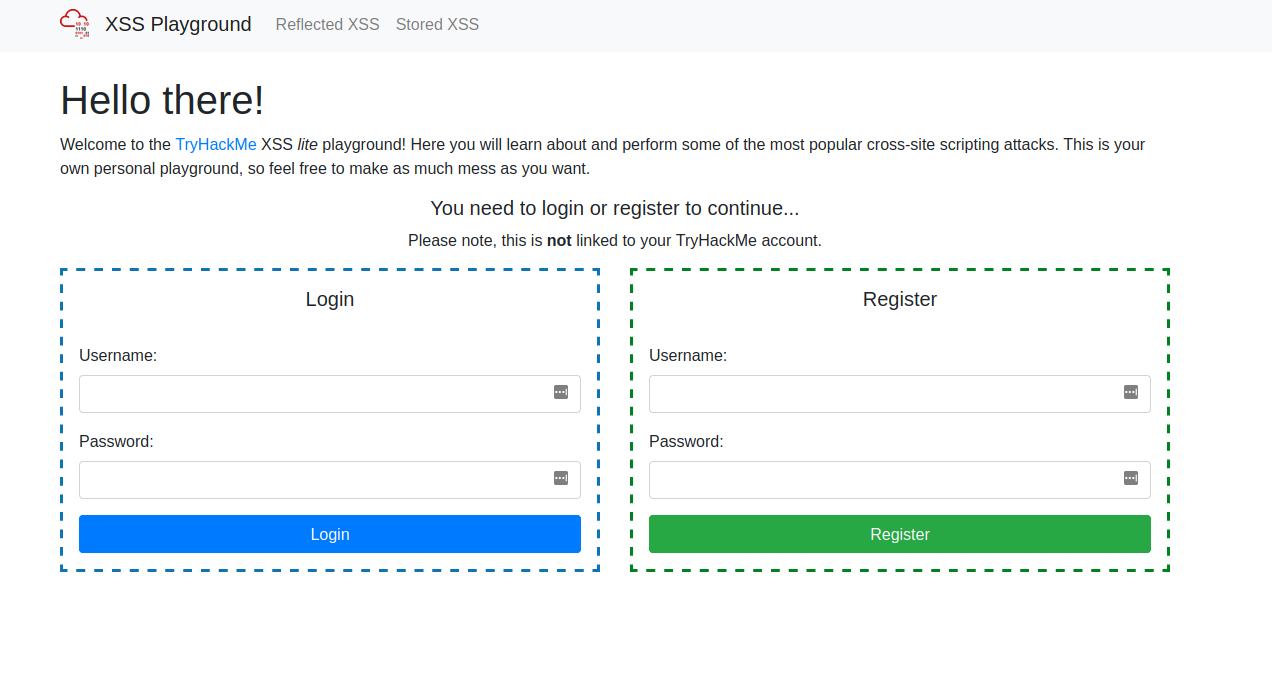 XSS Playground Reflected XSS Stored XSS
Hello there!
Welcome to the TryHackMe XSS lite playground! Here you will learn about and perform some of the most popular cross-site scripting attacks. This is your
own personal playground, so feel free to make as much mess as you want.
You need to login or register to continue...
Please note, this is not linked to your TryHackMe account.
Login
Username:
Password:
Login
Register
Username:
Password:
Register